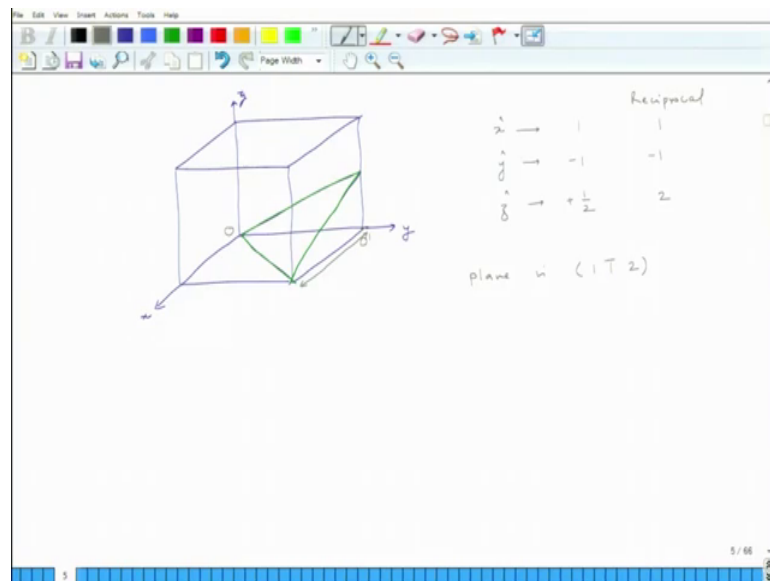 File Edit View Insert Actions Tools Help
B I
Page Width
z
O
y
O'
x
Reciprocal
x̂ → 1 1
ŷ → -1 -1
ẑ → +1/2 2
plane is (1 1̅ 2)
5 / 66
5